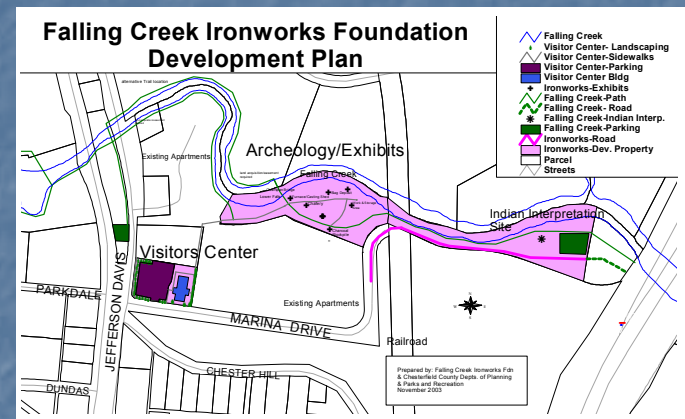 Falling Creek Ironworks Foundation
Development Plan
Falling Creek
Visitor Center- Landscaping
Visitor Center-Sidewalks
Visitor Center-Parking
Visitor Center Bldg
Ironworks-Exhibits
Falling Creek-Path
Falling Creek- Road
Falling Creek-Indian Interp.
Falling Creek-Parking
Ironworks-Road
Ironworks-Dev. Property
Parcel
Streets
alternative Trail location
Existing Apartments
Archeology/Exhibits
Falling Creek
Lower Falls
Indian Interpretation
Site
Visitors Center
JEFFERSON DAVIS
PARKDALE
Existing Apartments
MARINA DRIVE
Railroad
CHESTER HILL
DUNDAS
Prepared by: Falling Creek Ironworks Fdn
& Chesterfield County Depts. of Planning
& Parks and Recreation
November 2003